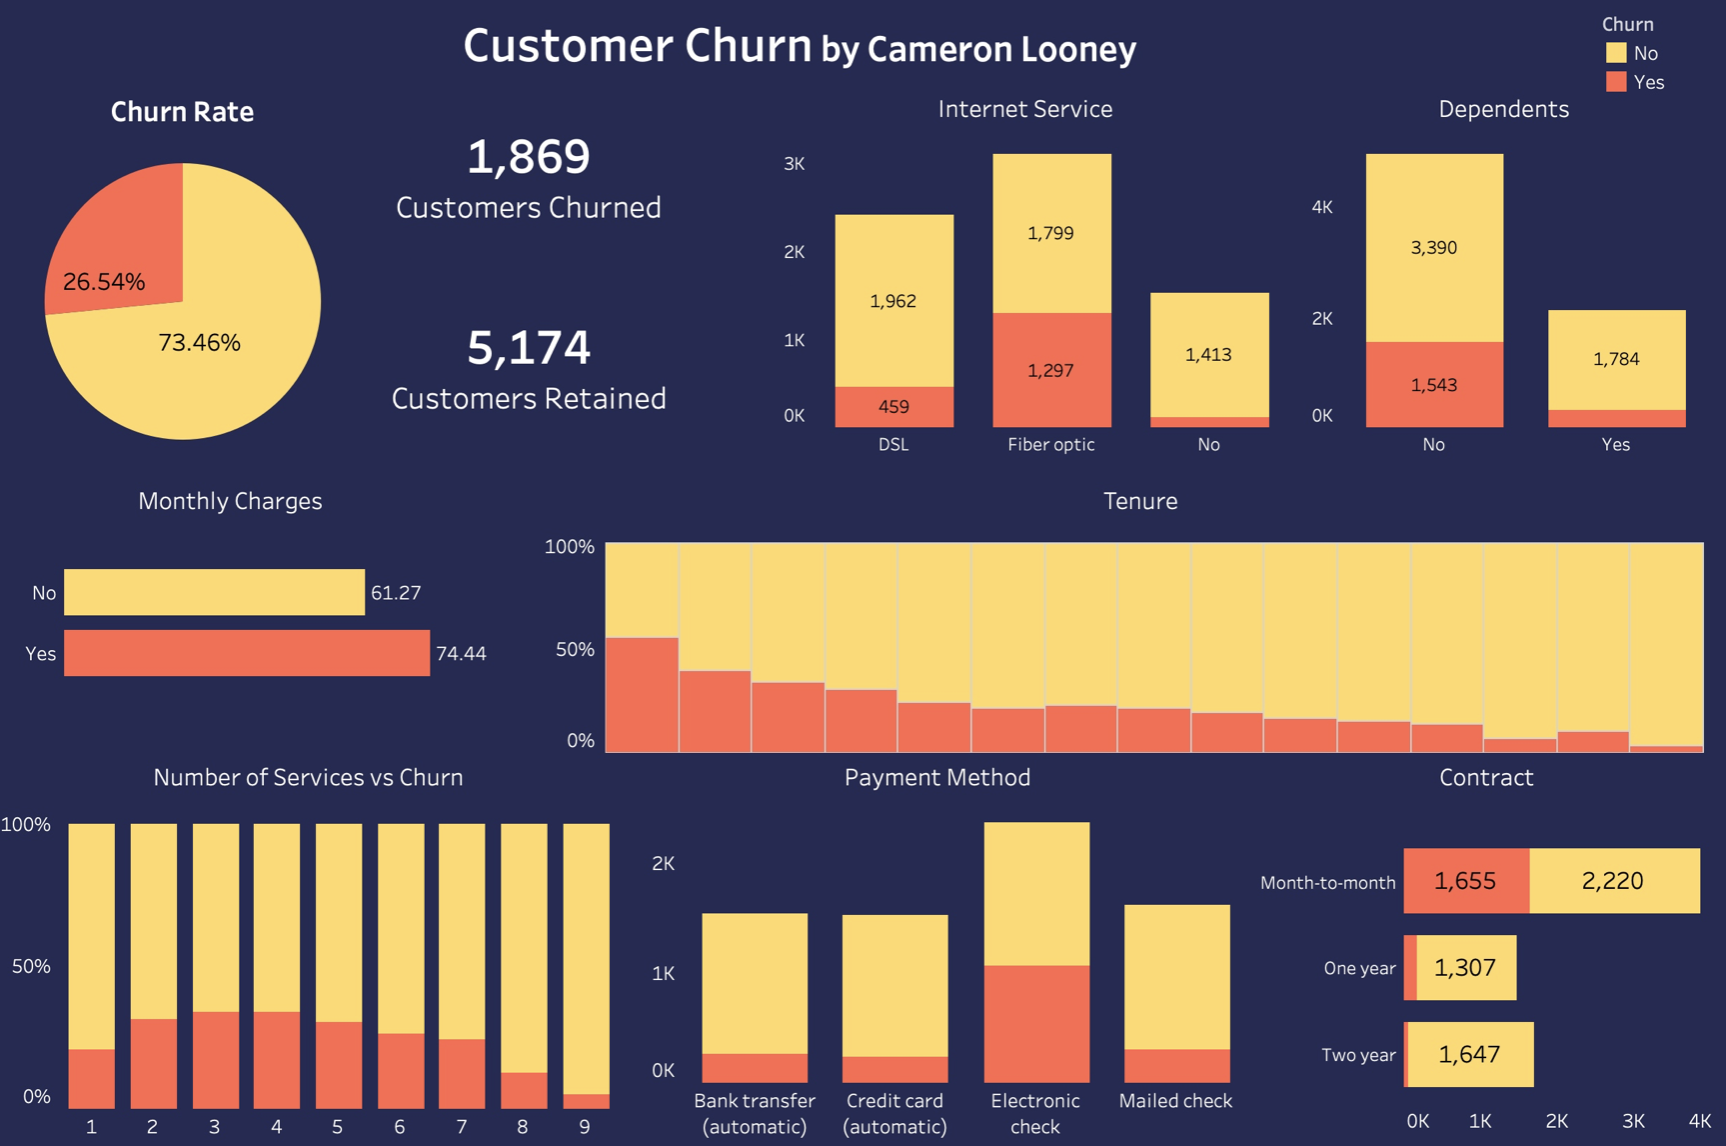 Customer Churn by Cameron Looney
Churn
No
Yes
Churn Rate
26.54%
73.46%
1,869
Customers Churned
5,174
Customers Retained
Internet Service
3K
2K
1K
0K
1,962
459
1,799
1,297
1,413
DSL
Fiber optic
No
Dependents
4K
2K
0K
3,390
1,543
1,784
No
Yes
Monthly Charges
No
61.27
Yes
74.44
Tenure
100%
50%
0%
Number of Services vs Churn
100%
50%
0%
1 2 3 4 5 6 7 8 9
Payment Method
2K
1K
0K
Bank transfer
(automatic)
Credit card
(automatic)
Electronic
check
Mailed check
Contract
Month-to-month
1,655
2,220
One year
1,307
Two year
1,647
0K 1K 2K 3K 4K